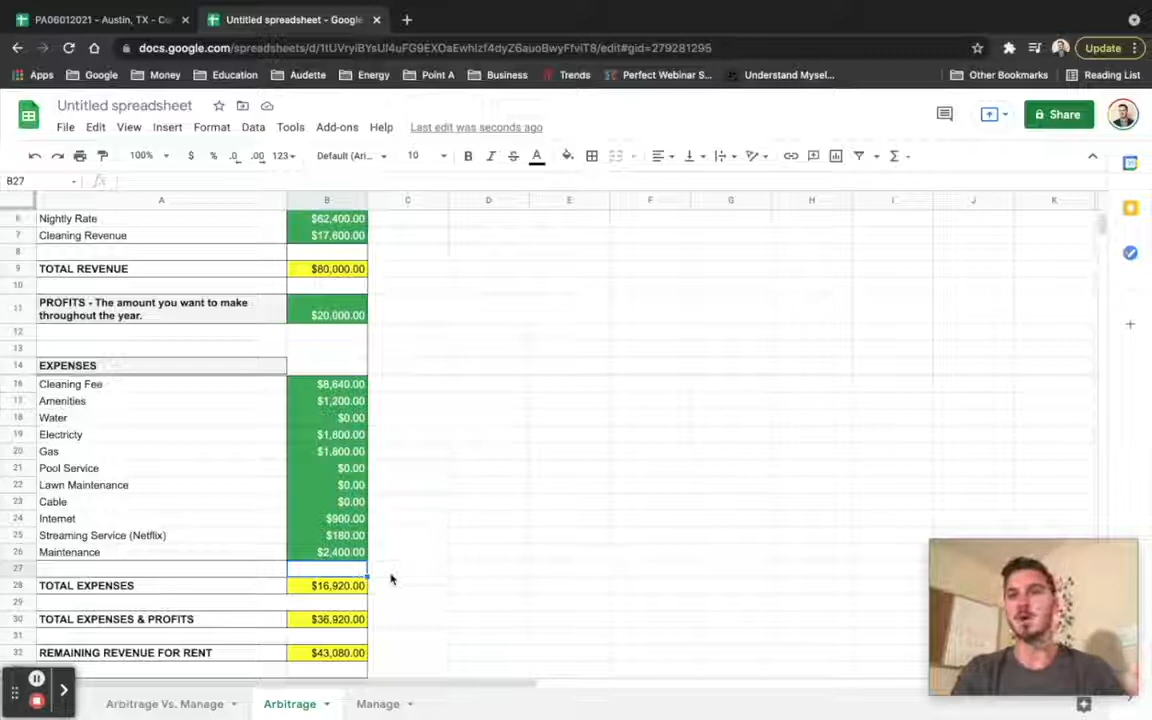 PA06012021 - Austin, TX - Co
Untitled spreadsheet - Google
docs.google.com/spreadsheets/d/1tUVryiBYsUf4uFG9EXOaEwhIzf4dyZ6auoBwyFfviT8/edit#gid=279281295
Update
Apps Google Money Education Audette Energy Point A Business Trends Perfect Webinar S... Understand Mysel... Other Bookmarks Reading List
Untitled spreadsheet
Share
File Edit View Insert Format Data Tools Add-ons Help Last edit was seconds ago
100% $ % .0 .00 123 Default (Ari... 10 B I S A
B27 fx
A B C D E F G H I J K
6 Nightly Rate $62,400.00
7 Cleaning Revenue $17,600.00
8
9 TOTAL REVENUE $80,000.00
10
PROFITS - The amount you want to make
11 throughout the year. $20,000.00
12
13
14 EXPENSES
16 Cleaning Fee $8,640.00
Amenities $1,200.00
18 Water $0.00
19 Electricty $1,800.00
20 Gas $1,800.00
21 Pool Service $0.00
22 Lawn Maintenance $0.00
23 Cable $0.00
24 Internet $900.00
25 Streaming Service (Netflix) $180.00
26 Maintenance $2,400.00
27
28 TOTAL EXPENSES $16,920.00
29
30 TOTAL EXPENSES & PROFITS $36,920.00
31
32 REMAINING REVENUE FOR RENT $43,080.00
Arbitrage Vs. Manage Arbitrage Manage